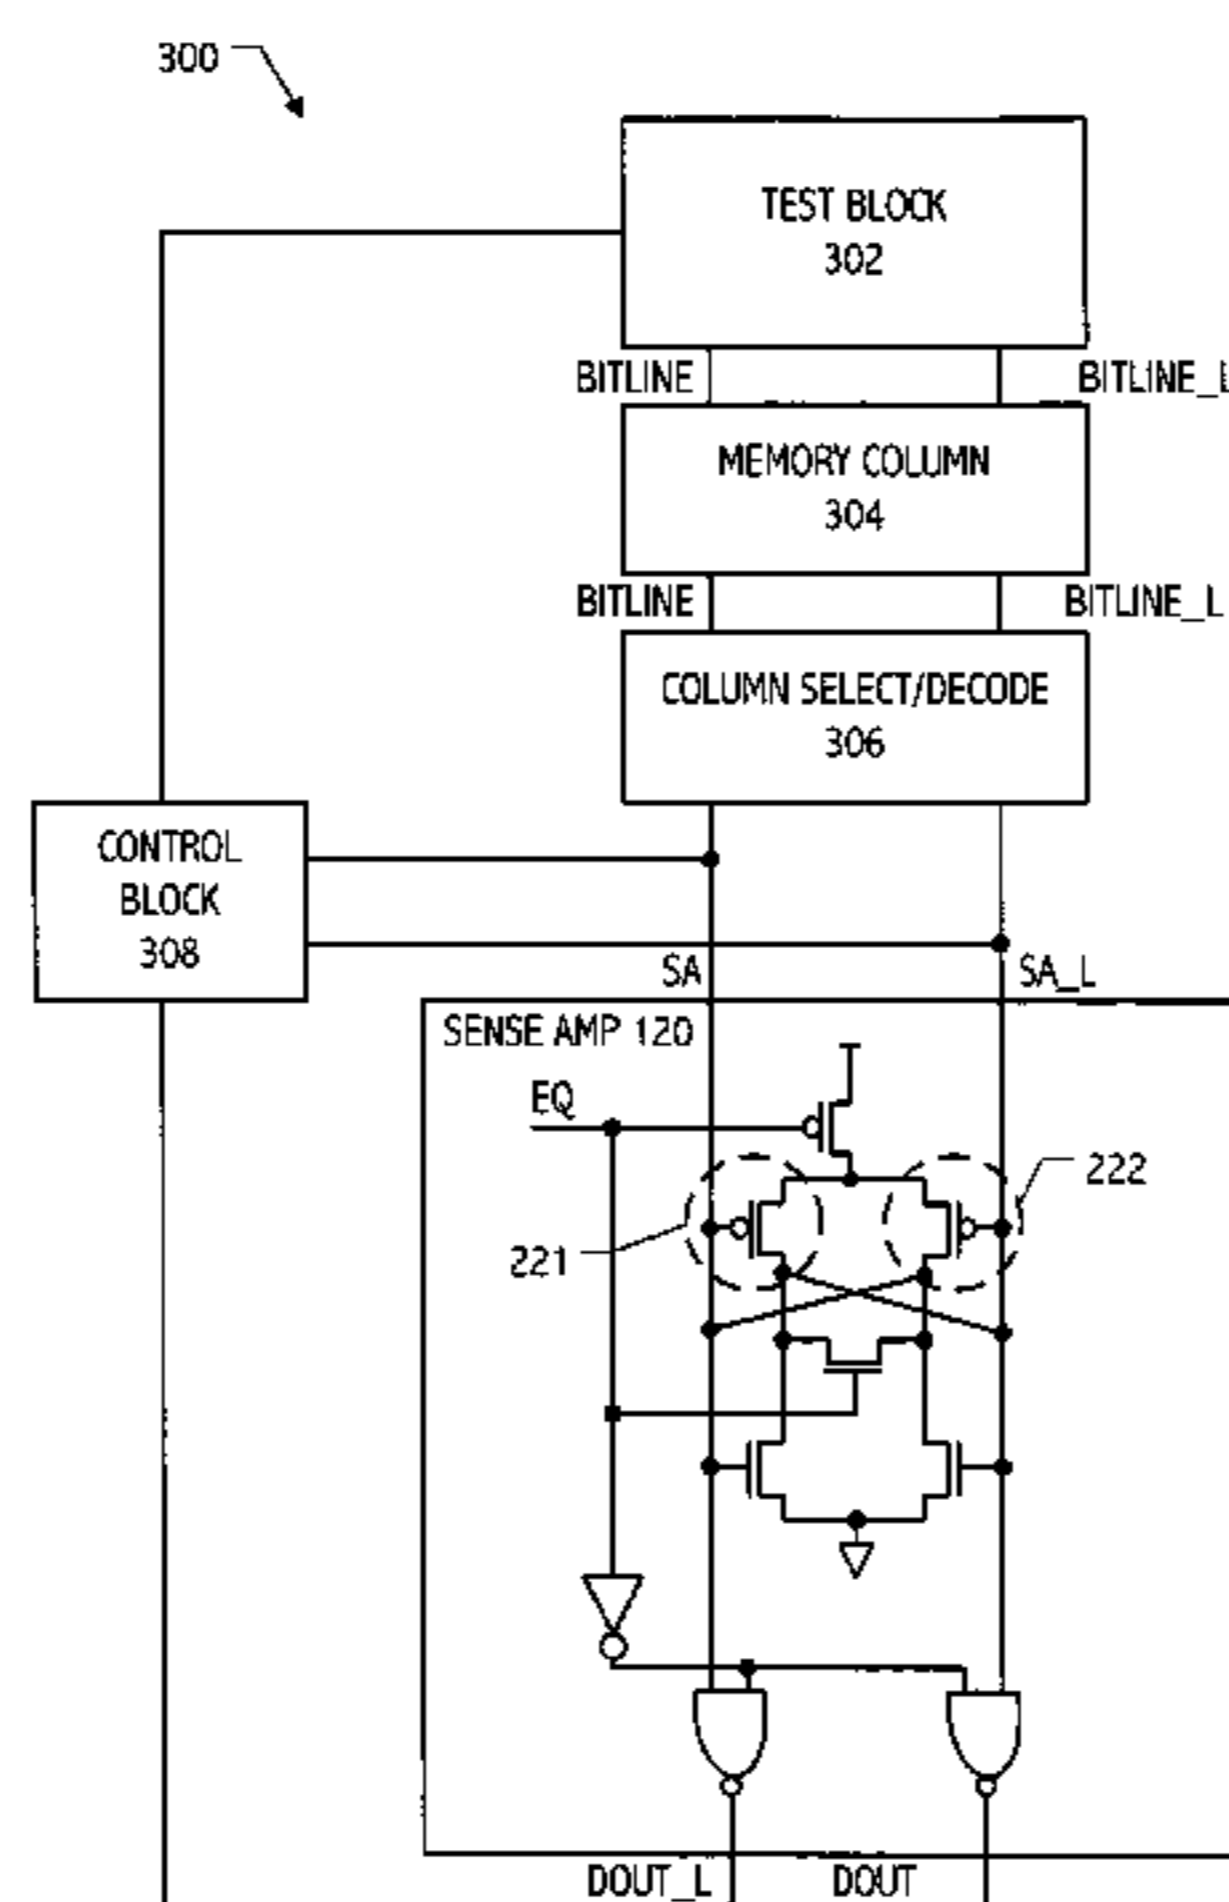 300
TEST BLOCK
302
BITLINE
BITLINE_L
MEMORY COLUMN
304
BITLINE
BITLINE_L
COLUMN SELECT/DECODE
306
CONTROL
BLOCK
308
SA
SA_L
SENSE AMP 120
EQ
222
221
DOUT_L
DOUT